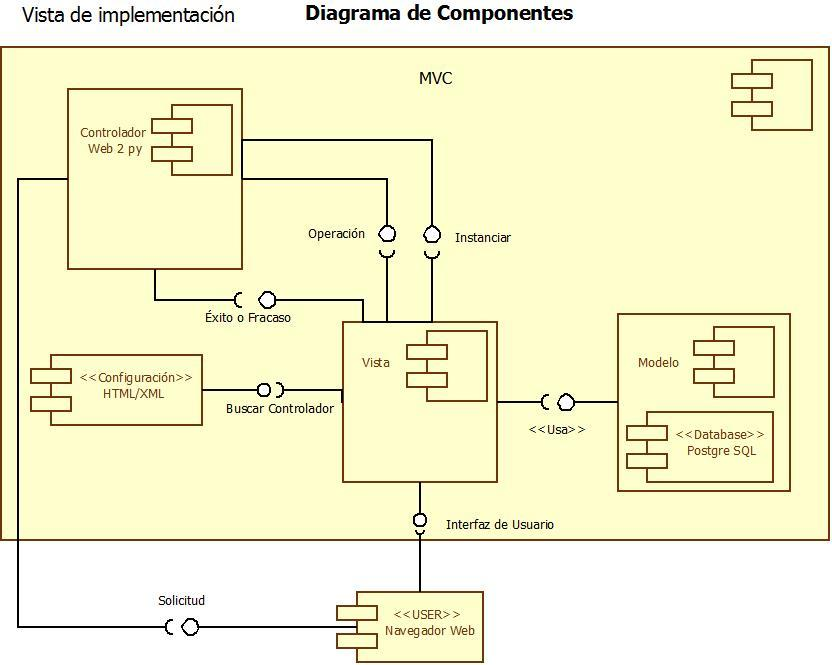 Vista de implementación
Diagrama de Componentes
MVC
Controlador
Web 2 py
Operación
Instanciar
Éxito o Fracaso
Vista
Modelo
<<Configuración>>
HTML/XML
Buscar Controlador
<<Usa>>
<<Database>>
Postgre SQL
Interfaz de Usuario
Solicitud
<<USER>>
Navegador Web